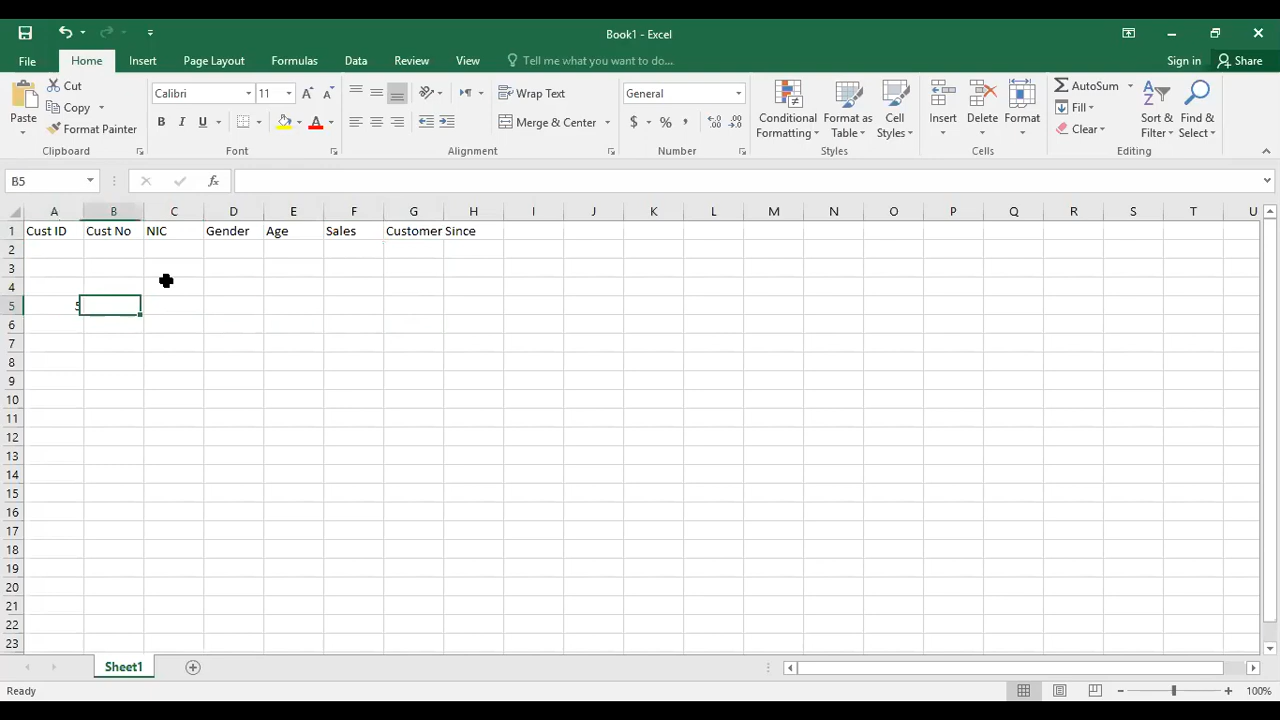 Book1 - Excel
File Home Insert Page Layout Formulas Data Review View Tell me what you want to do... Sign in Share
Paste Cut Copy Format Painter Clipboard
Calibri 11 A A B I U A Font
Wrap Text Merge & Center Alignment
General $ % , Number
Conditional Formatting Format as Table Cell Styles Styles
Insert Delete Format Cells
AutoSum Fill Clear Sort & Filter Find & Select Editing
B5 fx
A B C D E F G H I J K L M N O P Q R S T U
1 Cust ID Cust No NIC Gender Age Sales Customer Since
2
3
4
5 5
6
7
8
9
10
11
12
13
14
15
16
17
18
19
20
21
22
23
Sheet1
Ready 100%